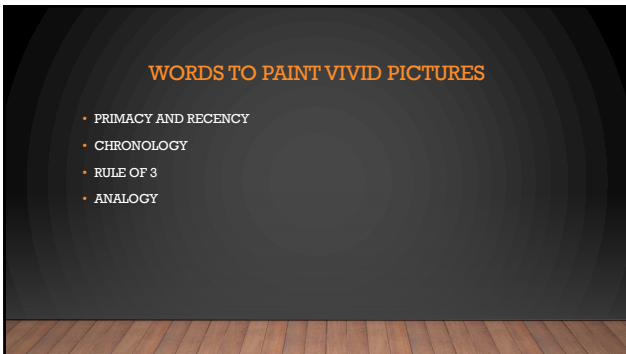 WORDS TO PAINT VIVID PICTURES
• PRIMACY AND RECENCY
• CHRONOLOGY
• RULE OF 3
• ANALOGY